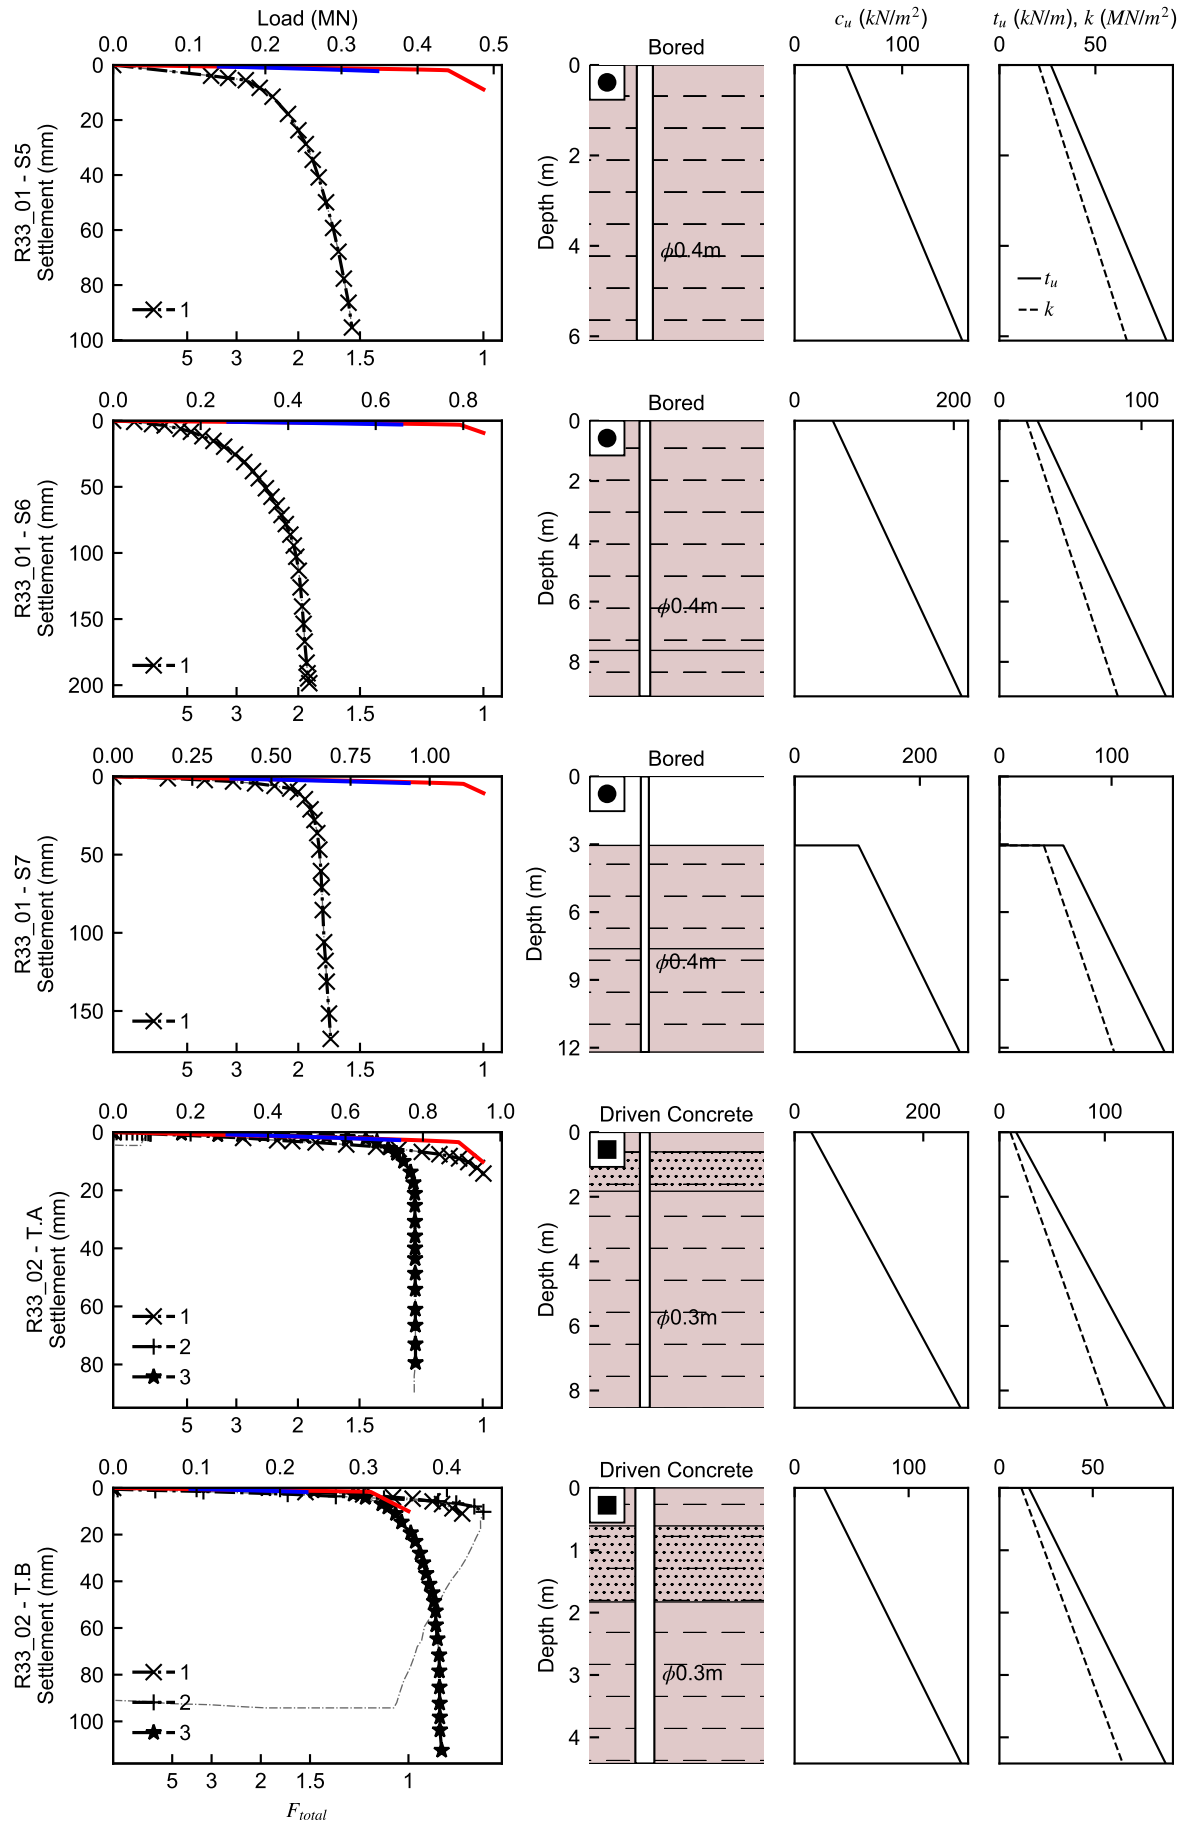 Load (MN)
c_u (kN/m²)
t_u (kN/m), k (MN/m²)
0.0 0.1 0.2 0.3 0.4 0.5
Bored
0 100
0 50
R33_01 - S5
Settlement (mm)
0
20
40
60
80
100
1
5 3 2 1.5 1
Depth (m)
0
2
4
6
ϕ0.4m
t_u
k
0.0 0.2 0.4 0.6 0.8
Bored
0 200
0 100
R33_01 - S6
Settlement (mm)
0
50
100
150
200
1
5 3 2 1.5 1
Depth (m)
0
2
4
6
8
ϕ0.4m
0.00 0.25 0.50 0.75 1.00
Bored
0 200
0 100
R33_01 - S7
Settlement (mm)
0
50
100
150
1
5 3 2 1.5 1
Depth (m)
0
3
6
9
12
ϕ0.4m
0.0 0.2 0.4 0.6 0.8 1.0
Driven Concrete
0 200
0 100
R33_02 - T.A
Settlement (mm)
0
20
40
60
80
1
2
3
5 3 2 1.5 1
Depth (m)
0
2
4
6
8
ϕ0.3m
0.0 0.1 0.2 0.3 0.4
Driven Concrete
0 100
0 50
R33_02 - T.B
Settlement (mm)
0
20
40
60
80
100
1
2
3
5 3 2 1.5 1
Depth (m)
0
1
2
3
4
ϕ0.3m
F_total